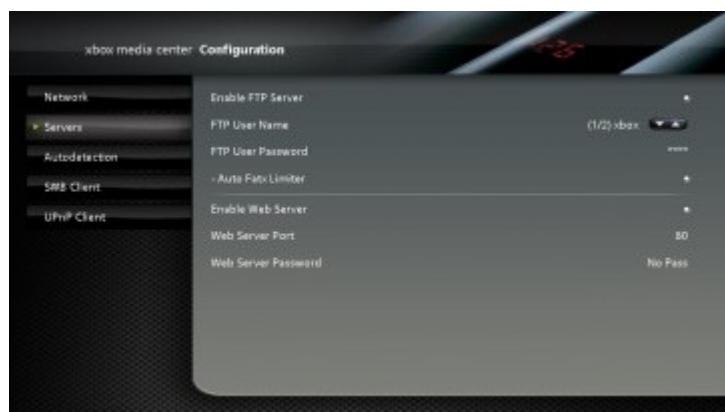 xbox media center Configuration
Network
Servers
Autodetection
SMB Client
UPnP Client
Enable FTP Server
FTP User Name (1/2) xbox
FTP User Password ****
- Auto Fatx Limiter
Enable Web Server
Web Server Port 80
Web Server Password No Pass